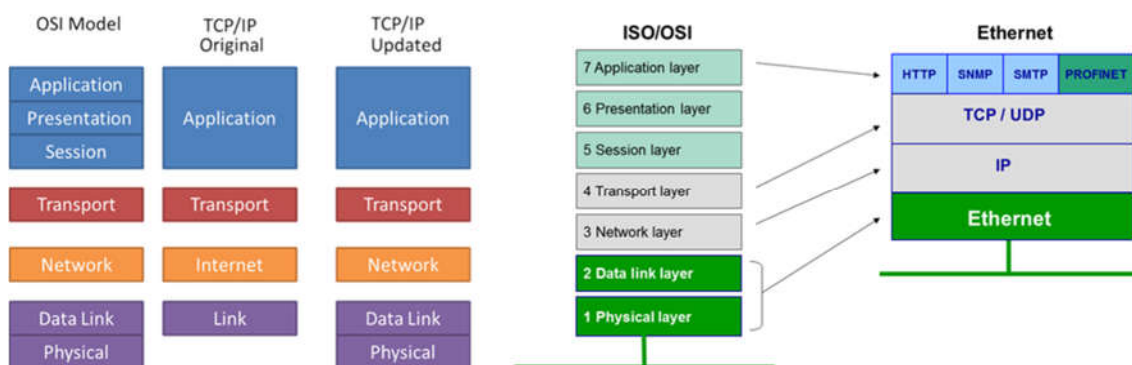 OSI Model
Application
Presentation
Session
Transport
Network
Data Link
Physical
TCP/IP
Original
Application
Transport
Internet
Link
TCP/IP
Updated
Application
Transport
Network
Data Link
Physical
ISO/OSI
7 Application layer
6 Presentation layer
5 Session layer
4 Transport layer
3 Network layer
2 Data link layer
1 Physical layer
Ethernet
HTTP SNMP SMTP PROFINET
TCP / UDP
IP
Ethernet